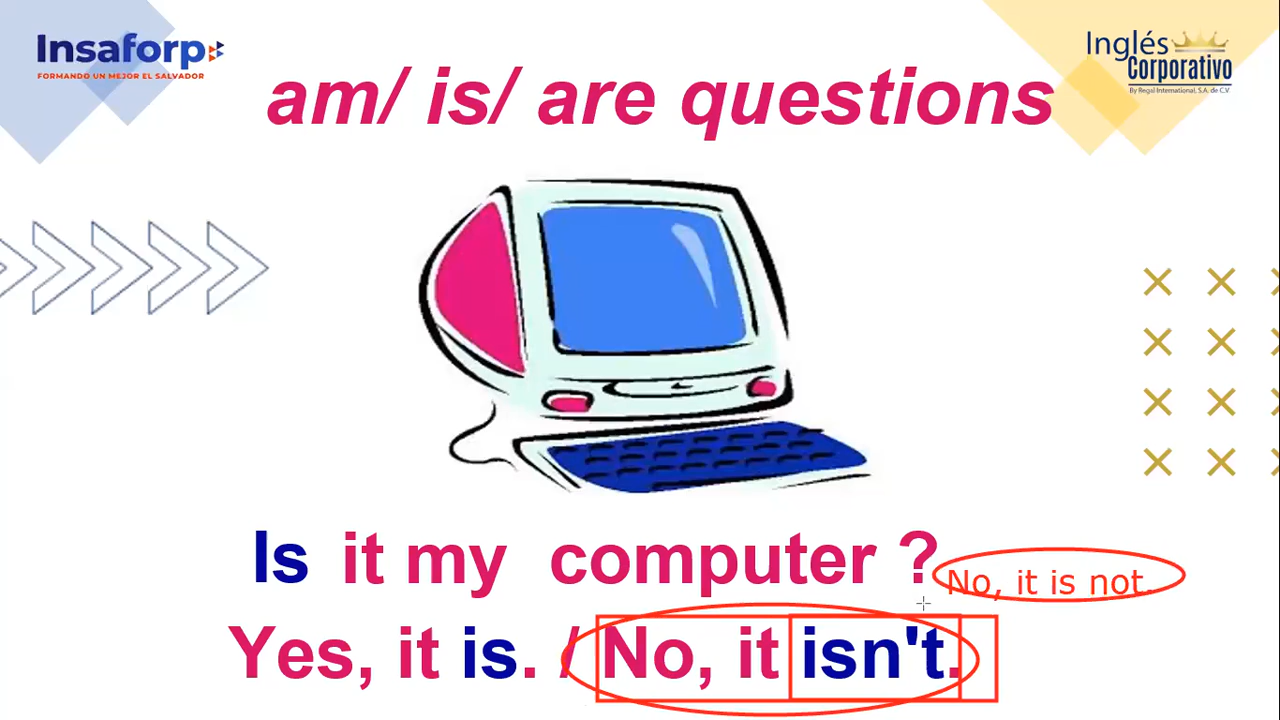 Insaforp
FORMANDO UN MEJOR EL SALVADOR
Inglés
Corporativo
By Regal International, S.A. de C.V
am/ is/ are questions
Is it my computer ?
No, it is not.
Yes, it is. / No, it isn't.